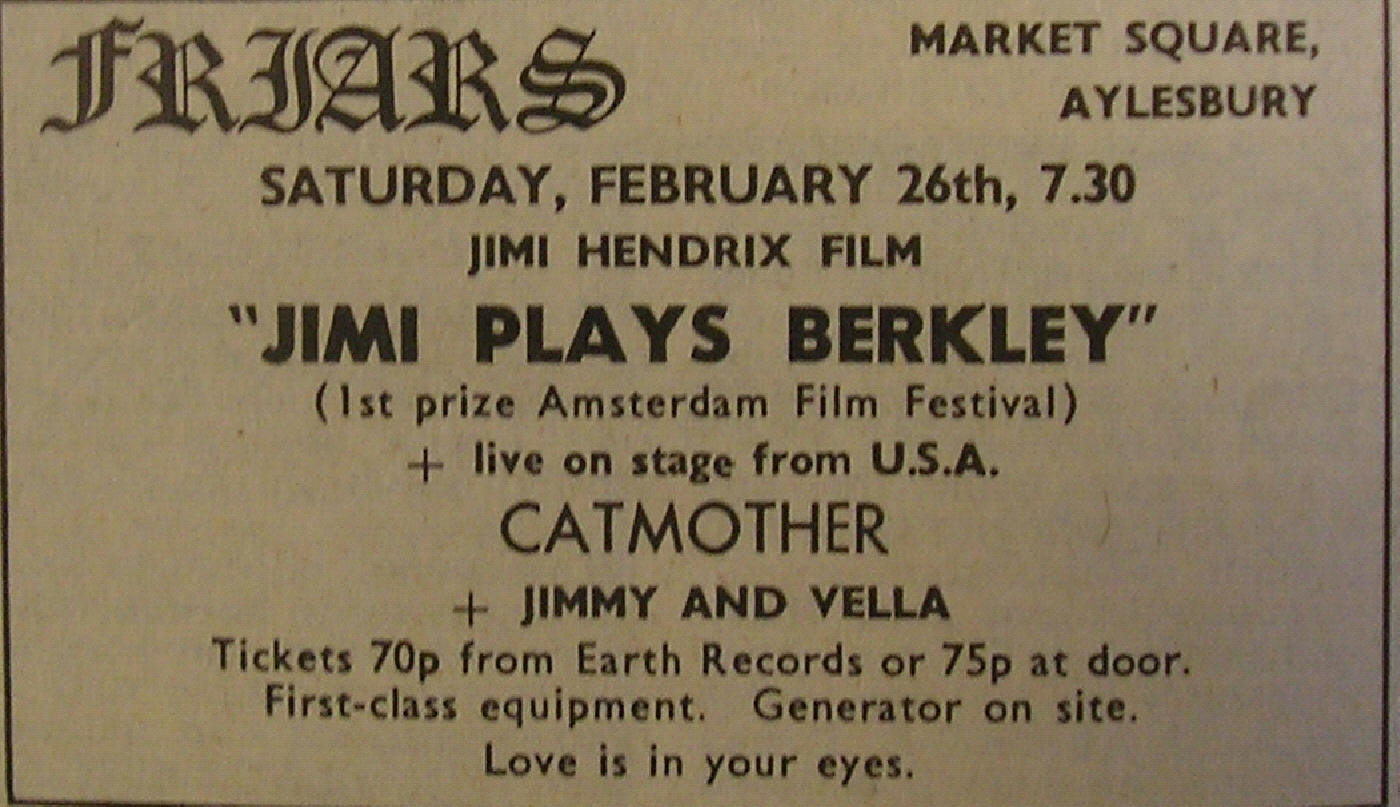 FRIARS
MARKET SQUARE,
AYLESBURY
SATURDAY, FEBRUARY 26th, 7.30
JIMI HENDRIX FILM
"JIMI PLAYS BERKLEY"
(1st prize Amsterdam Film Festival)
+ live on stage from U.S.A.
CATMOTHER
+ JIMMY AND VELLA
Tickets 70p from Earth Records or 75p at door.
First-class equipment. Generator on site.
Love is in your eyes.